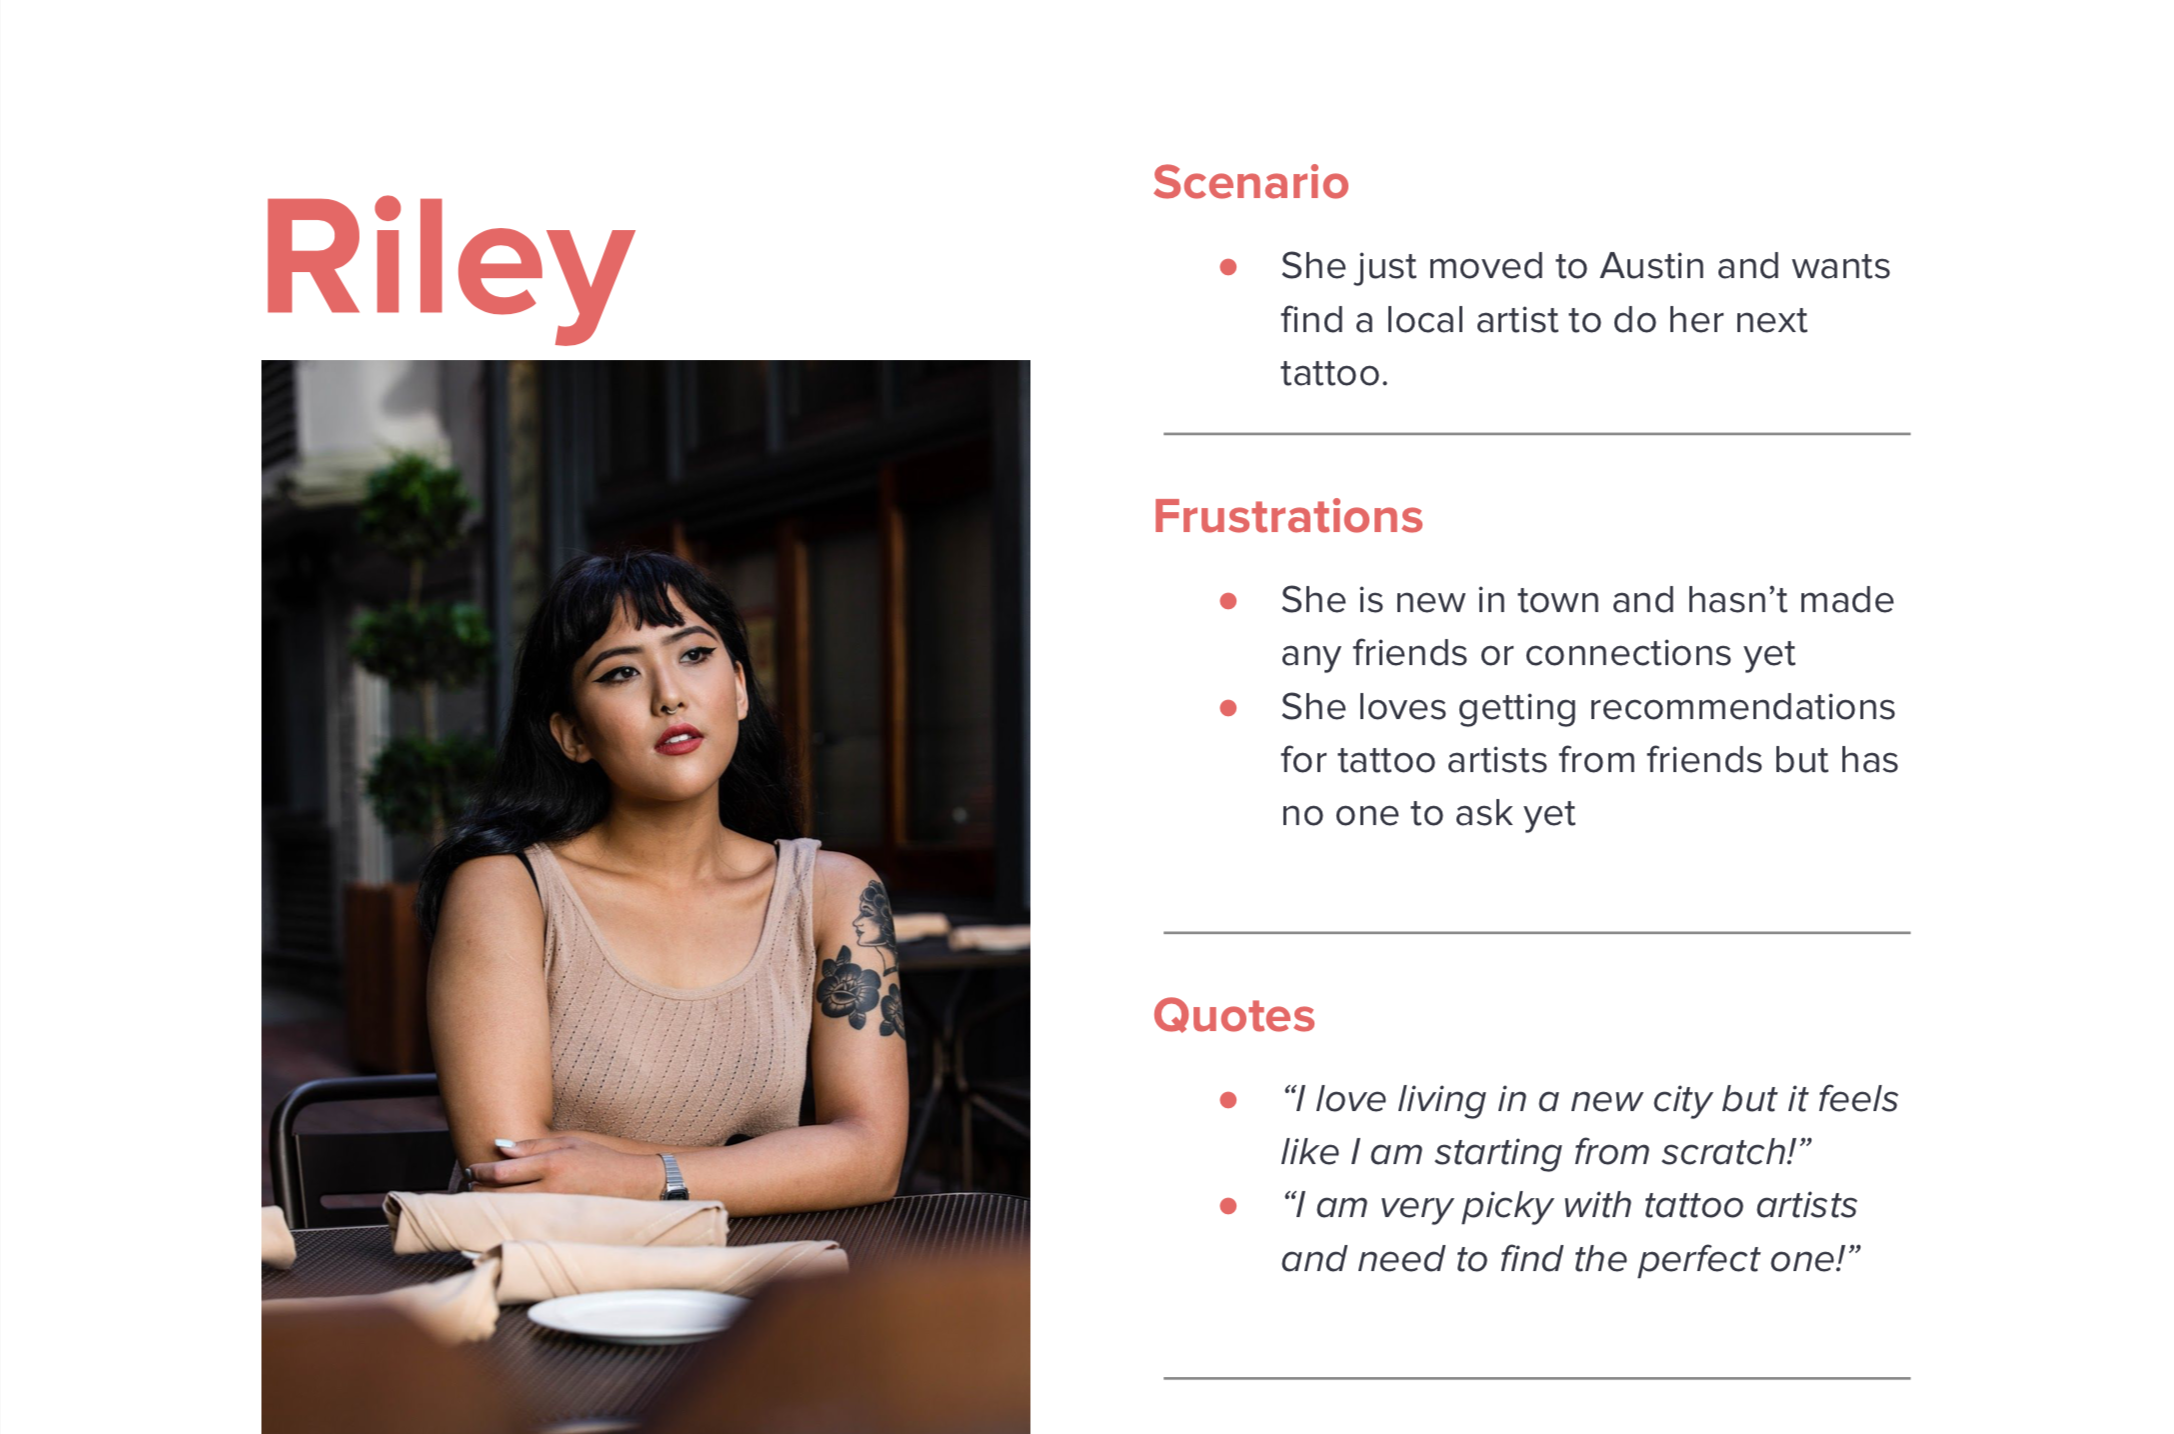 Riley
Scenario
● She just moved to Austin and wants
find a local artist to do her next
tattoo.
Frustrations
● She is new in town and hasn’t made
any friends or connections yet
● She loves getting recommendations
for tattoo artists from friends but has
no one to ask yet
Quotes
● “I love living in a new city but it feels
like I am starting from scratch!”
● “I am very picky with tattoo artists
and need to find the perfect one!”